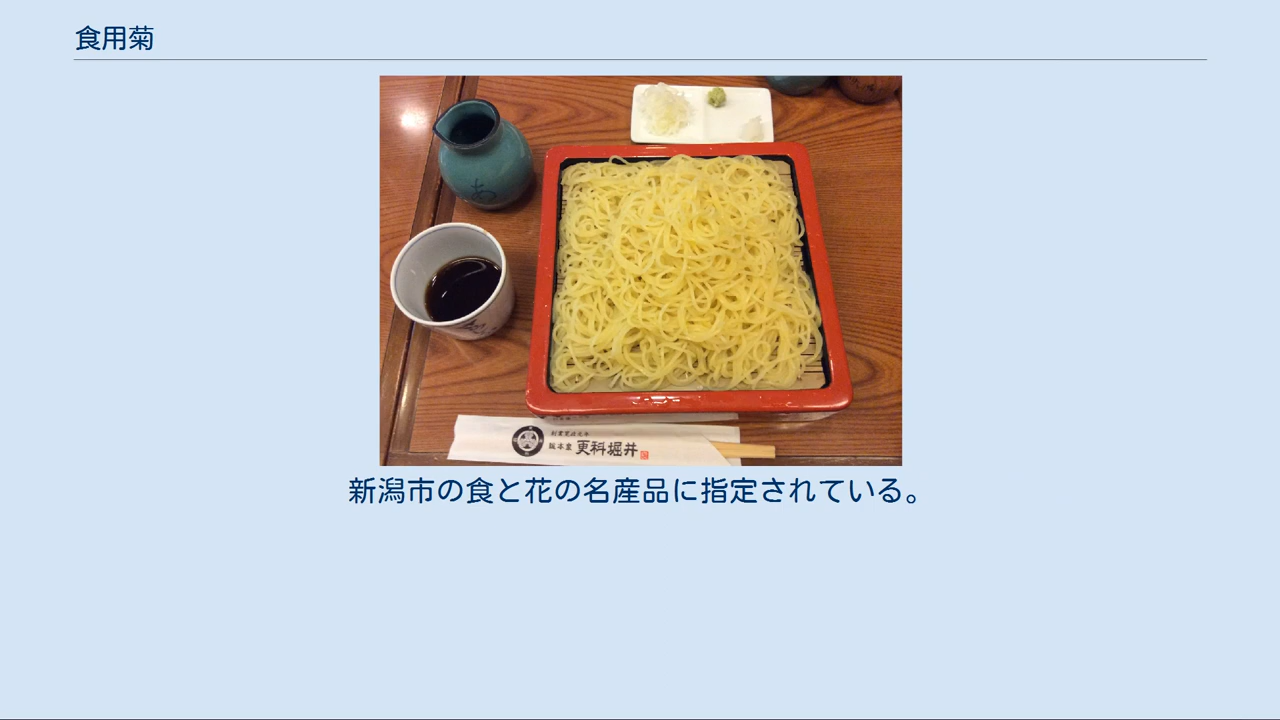 食用菊
総本家 更科堀井
新潟市の食と花の名産品に指定されている。